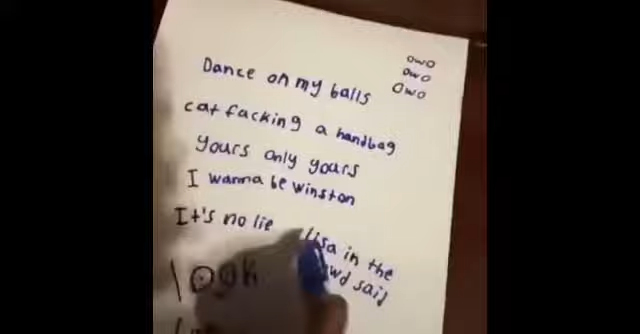 owo
owo
owo
Dance on my balls
cat facking a handbag
yours only yours
I wanna be winston
It's no lie
lisa in the
said
look